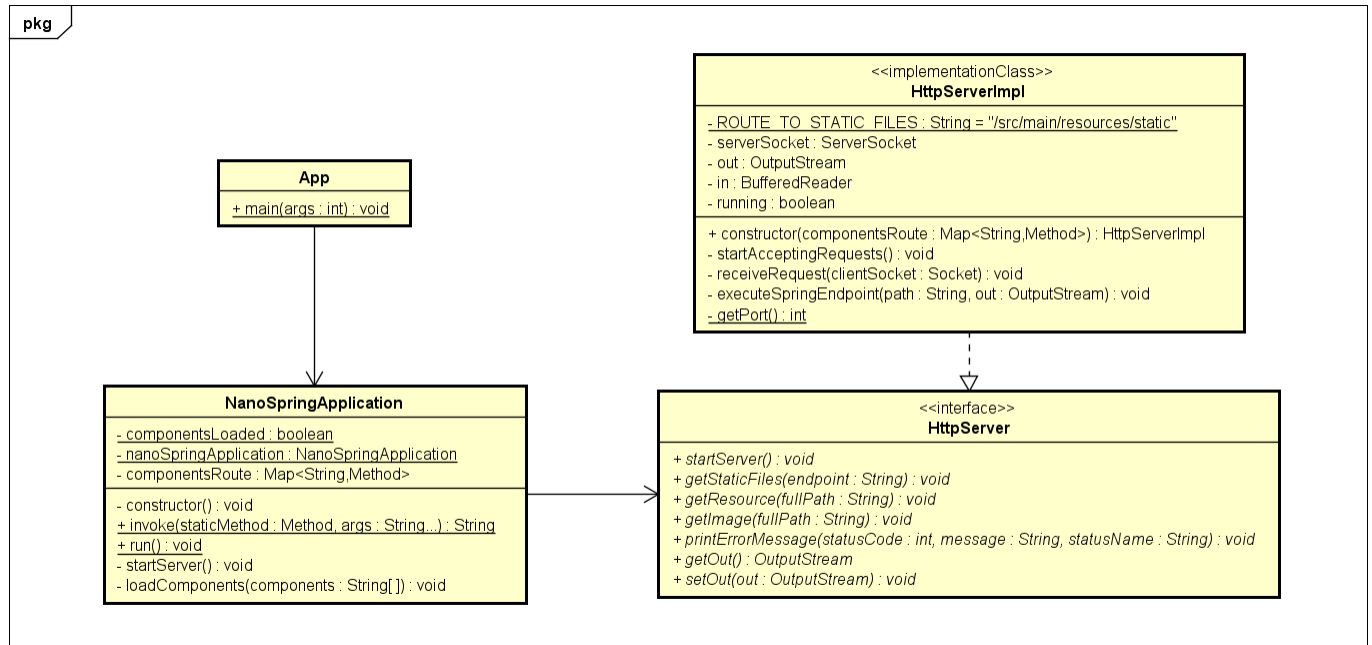 pkg
<<implementationClass>>
HttpServerImpl
- ROUTE_TO_STATIC_FILES : String = "/src/main/resources/static"
- serverSocket : ServerSocket
- out : OutputStream
- in : BufferedReader
- running : boolean
+ constructor(componentsRoute : Map<String,Method>) : HttpServerImpl
- startAcceptingRequests() : void
- receiveRequest(clientSocket : Socket) : void
- executeSpringEndpoint(path : String, out : OutputStream) : void
- getPort() : int
App
+ main(args : int) : void
NanoSpringApplication
- componentsLoaded : boolean
- nanoSpringApplication : NanoSpringApplication
- componentsRoute : Map<String,Method>
- constructor() : void
+ invoke(staticMethod : Method, args : String...) : String
+ run() : void
- startServer() : void
- loadComponents(components : String[ ]) : void
<<interface>>
HttpServer
+ startServer() : void
+ getStaticFiles(endpoint : String) : void
+ getResource(fullPath : String) : void
+ getImage(fullPath : String) : void
+ printErrorMessage(statusCode : int, message : String, statusName : String) : void
+ getOut() : OutputStream
+ setOut(out : OutputStream) : void